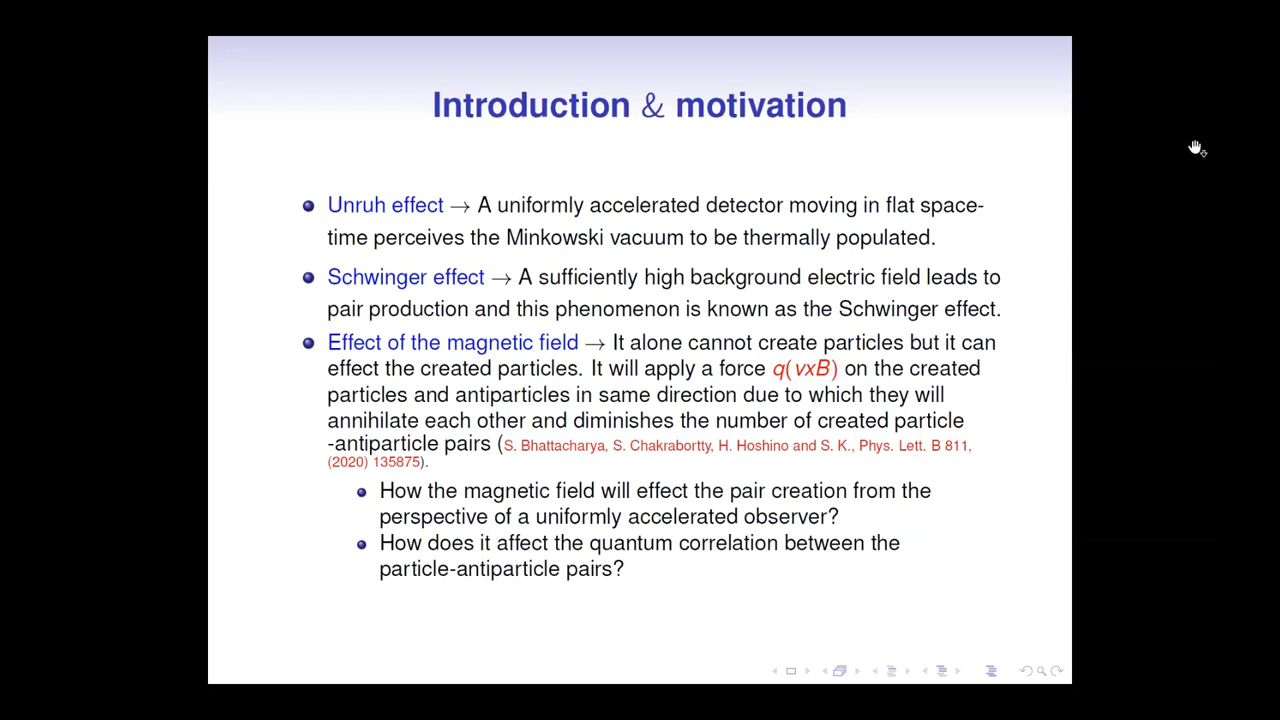 Introduction & motivation
Unruh effect → A uniformly accelerated detector moving in flat space-
time perceives the Minkowski vacuum to be thermally populated.
Schwinger effect → A sufficiently high background electric field leads to
pair production and this phenomenon is known as the Schwinger effect.
Effect of the magnetic field → It alone cannot create particles but it can
effect the created particles. It will apply a force q(vxB) on the created
particles and antiparticles in same direction due to which they will
annihilate each other and diminishes the number of created particle
-antiparticle pairs (S. Bhattacharya, S. Chakrabortty, H. Hoshino and S. K., Phys. Lett. B 811,
(2020) 135875).
How the magnetic field will effect the pair creation from the
perspective of a uniformly accelerated observer?
How does it affect the quantum correlation between the
particle-antiparticle pairs?